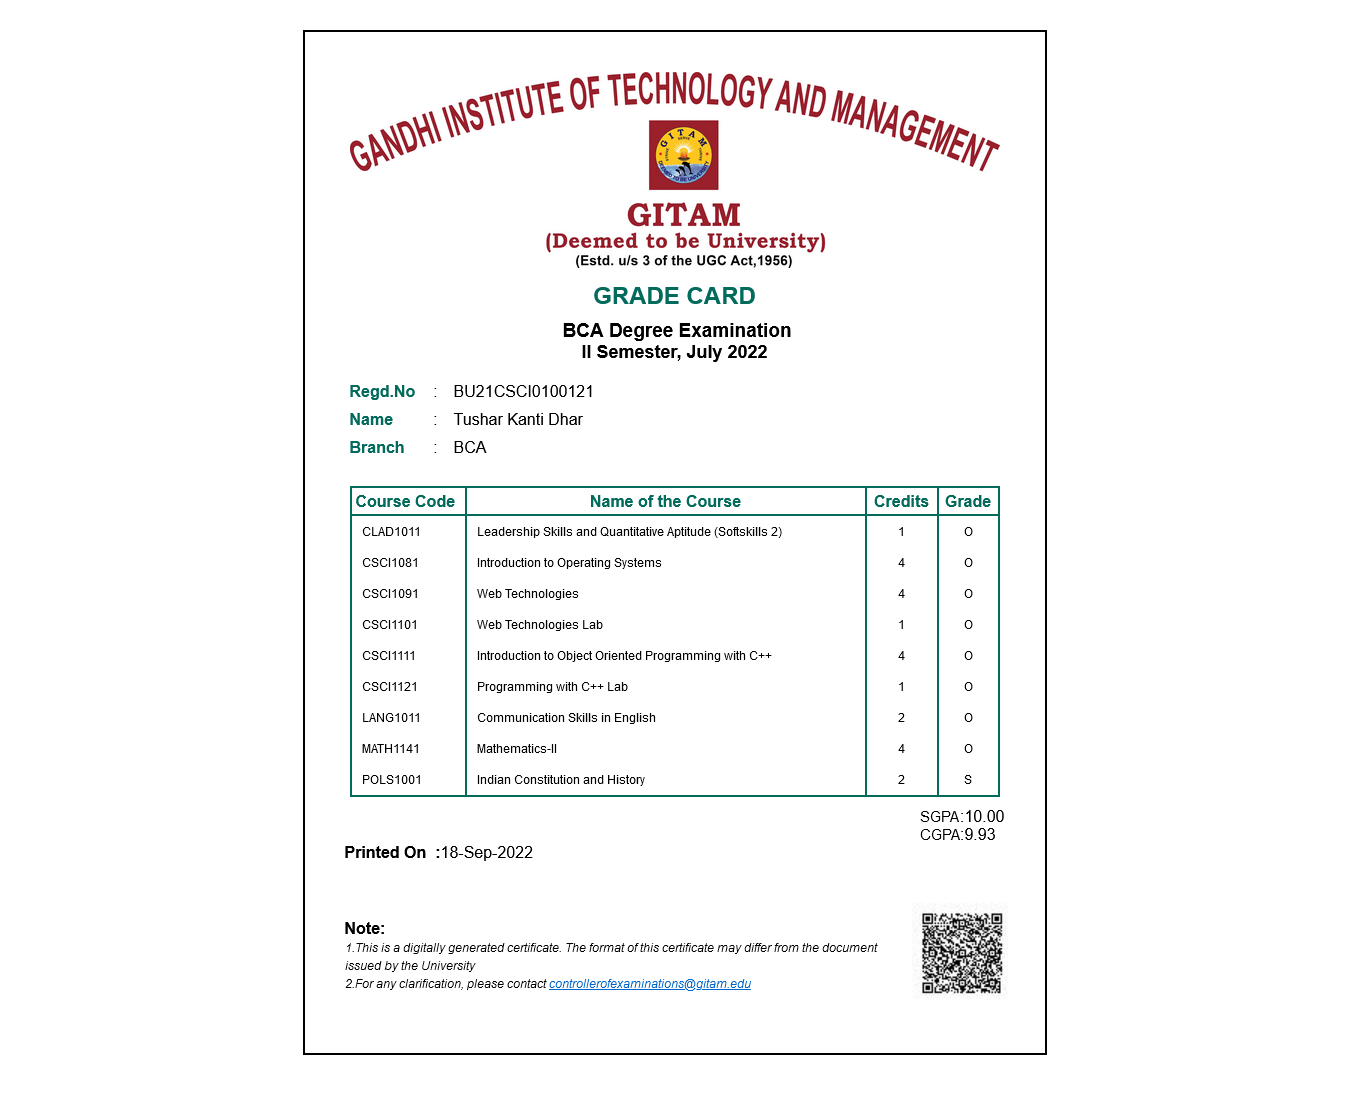 GANDHI INSTITUTE OF TECHNOLOGY AND MANAGEMENT
GITAM
DEEMED TO BE UNIVERSITY
GITAM
(Deemed to be University)
(Estd. u/s 3 of the UGC Act,1956)
GRADE CARD
BCA Degree Examination
II Semester, July 2022
Regd.No : BU21CSCI0100121
Name : Tushar Kanti Dhar
Branch : BCA
Course Code Name of the Course Credits Grade
CLAD1011 Leadership Skills and Quantitative Aptitude (Softskills 2) 1 O
CSCI1081 Introduction to Operating Systems 4 O
CSCI1091 Web Technologies 4 O
CSCI1101 Web Technologies Lab 1 O
CSCI1111 Introduction to Object Oriented Programming with C++ 4 O
CSCI1121 Programming with C++ Lab 1 O
LANG1011 Communication Skills in English 2 O
MATH1141 Mathematics-II 4 O
POLS1001 Indian Constitution and History 2 S
SGPA:10.00
CGPA:9.93
Printed On :18-Sep-2022
Note:
1.This is a digitally generated certificate. The format of this certificate may differ from the document
issued by the University
2.For any clarification, please contact controllerofexaminations@gitam.edu